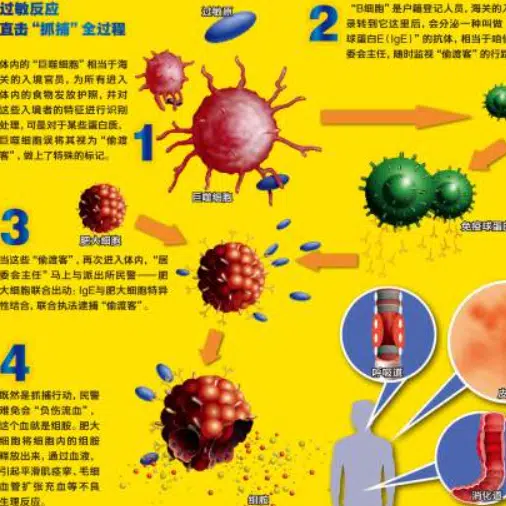 过敏反应
直击“抓捕”全过程
体内的“巨噬细胞”相当于海
关的入境官员，为所有进入
体内的食物发放护照，并对
这些入境者的特征进行识别
处理，可是对于某些蛋白质，
巨噬细胞误将其视为“偷渡
客”，做上了特殊的标记。
1
过敏原
巨噬细胞
2
“B细胞”是户籍登记人员，海关的入
录转到它这里后，会分泌一种叫做
球蛋白E（IgE）”的抗体，相当于咱
委会主任，随时监视“偷渡客”的行
免疫球蛋
3
肥大细胞
当这些“偷渡客”，再次进入体内，“居
委会主任”马上与派出所民警——肥
大细胞联合出动：IgE与肥大细胞特异
性结合，联合执法逮捕“偷渡客”。
4
既然是抓捕行动，民警
难免会“负伤流血”，
这个血就是组胺。肥大
细胞将细胞内的组胺
释放出来，通过血液，
引起平滑肌痉挛、毛细
血管扩张充血等不良
生理反应。
组胺
呼吸道
皮
消化道